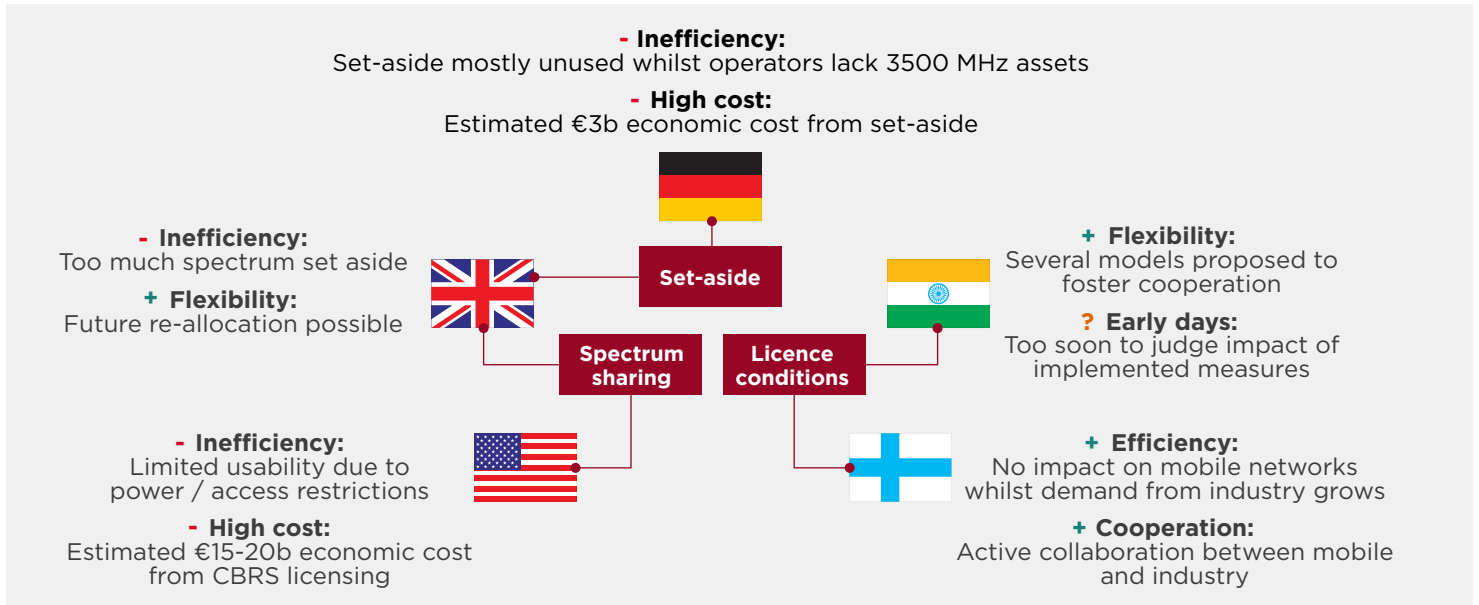 - Inefficiency:
Set-aside mostly unused whilst operators lack 3500 MHz assets
- High cost:
Estimated €3b economic cost from set-aside
- Inefficiency:
Too much spectrum set aside
+ Flexibility:
Future re-allocation possible
Set-aside
+ Flexibility:
Several models proposed to
foster cooperation
? Early days:
Too soon to judge impact of
implemented measures
Spectrum
sharing
Licence
conditions
- Inefficiency:
Limited usability due to
power / access restrictions
- High cost:
Estimated €15-20b economic cost
from CBRS licensing
+ Efficiency:
No impact on mobile networks
whilst demand from industry grows
+ Cooperation:
Active collaboration between mobile
and industry